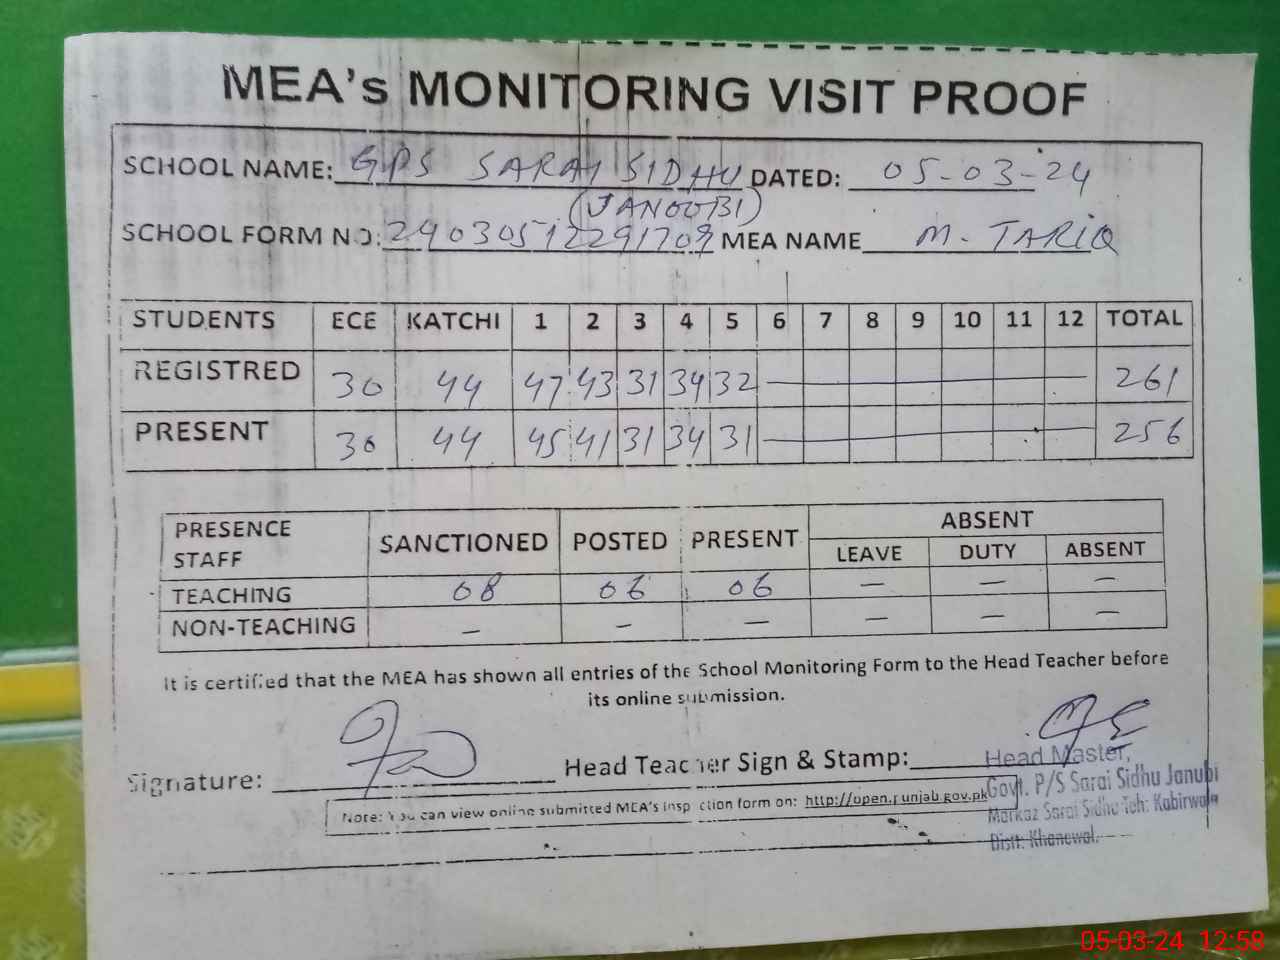 MEA's MONITORING VISIT PROOF
SCHOOL NAME: GPS SARAI SIDHU DATED: 05-03-24
(JANOOBI)
SCHOOL FORM NO: 24030512291709 MEA NAME M. TARIQ
STUDENTS ECE KATCHI 1 2 3 4 5 6 7 8 9 10 11 12 TOTAL
REGISTRED 30 44 47 43 31 34 32 — 261
PRESENT 30 44 45 41 31 34 31 — 256
PRESENCE STAFF SANCTIONED POSTED PRESENT ABSENT
LEAVE DUTY ABSENT
TEACHING 08 06 06 — — —
NON-TEACHING — — — — — —
It is certified that the MEA has shown all entries of the School Monitoring Form to the Head Teacher before
its online submission.
Signature: Head Teacher Sign & Stamp:
Head Master,
Govt. P/S Sarai Sidhu Janubi
Markaz Sarai Sidhu Teh: Kabirwala
Distt: Khanewal.
Note: You can view online submitted MEA's inspection form on: http://open.punjab.gov.pk
05-03-24 12:58